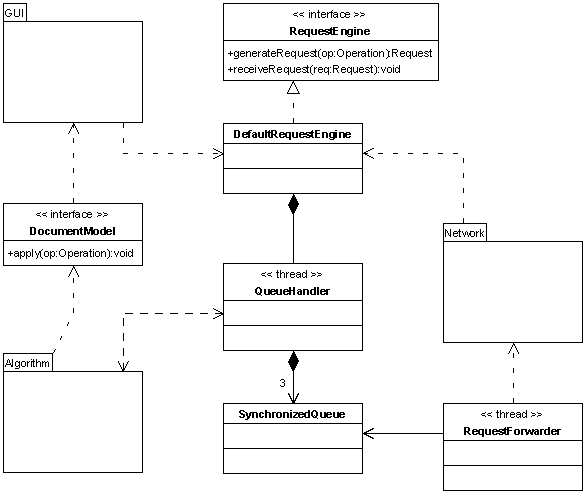 GUI
<< interface >>
RequestEngine
+generateRequest(op:Operation):Request
+receiveRequest(req:Request):void
DefaultRequestEngine
<< interface >>
DocumentModel
+apply(op:Operation):void
Network
<< thread >>
QueueHandler
Algorithm
3
SynchronizedQueue
<< thread >>
RequestForwarder